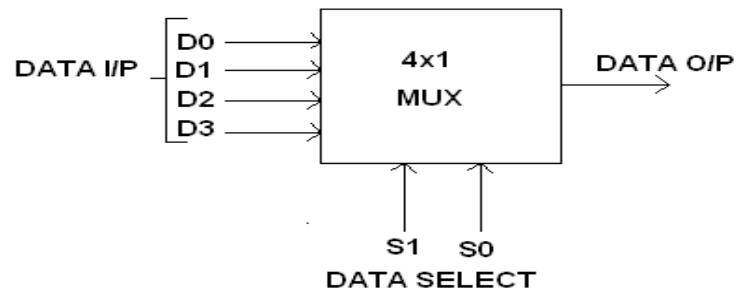 DATA I/P
D0
D1
D2
D3
4x1
MUX
DATA O/P
S1 S0
DATA SELECT